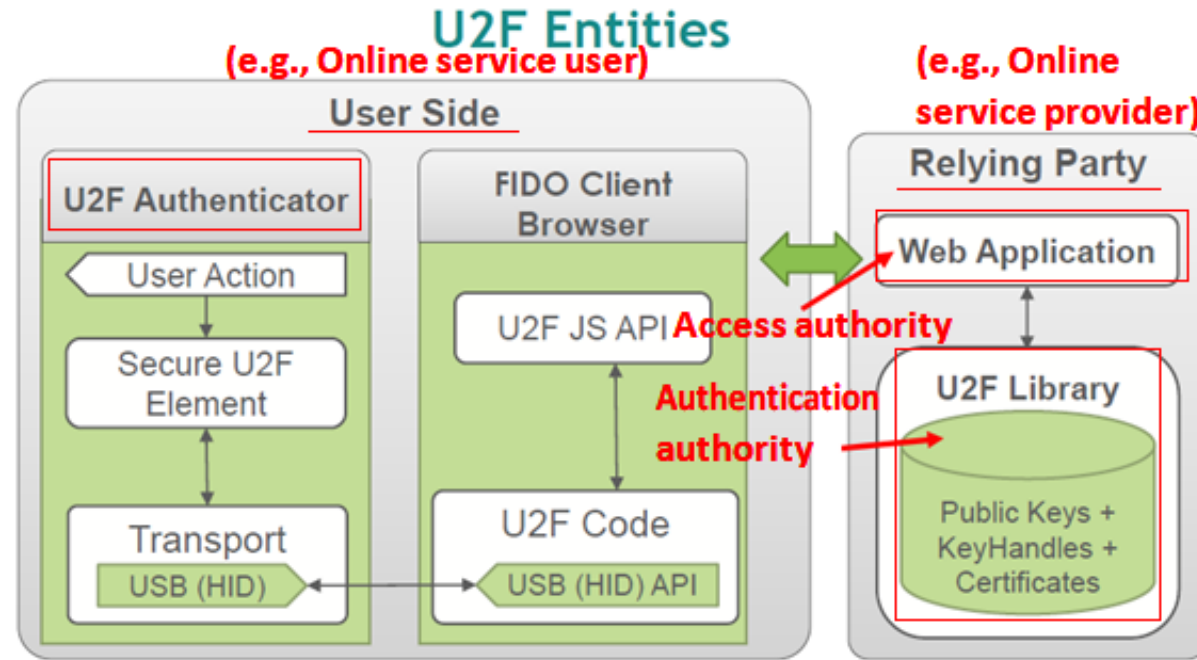 U2F Entities
(e.g., Online service user)
(e.g., Online
service provider)
User Side
Relying Party
U2F Authenticator
FIDO Client
Browser
User Action
Secure U2F
Element
Transport
USB (HID)
U2F JS API
U2F Code
USB (HID) API
Web Application
Access authority
Authentication
authority
U2F Library
Public Keys +
KeyHandles +
Certificates